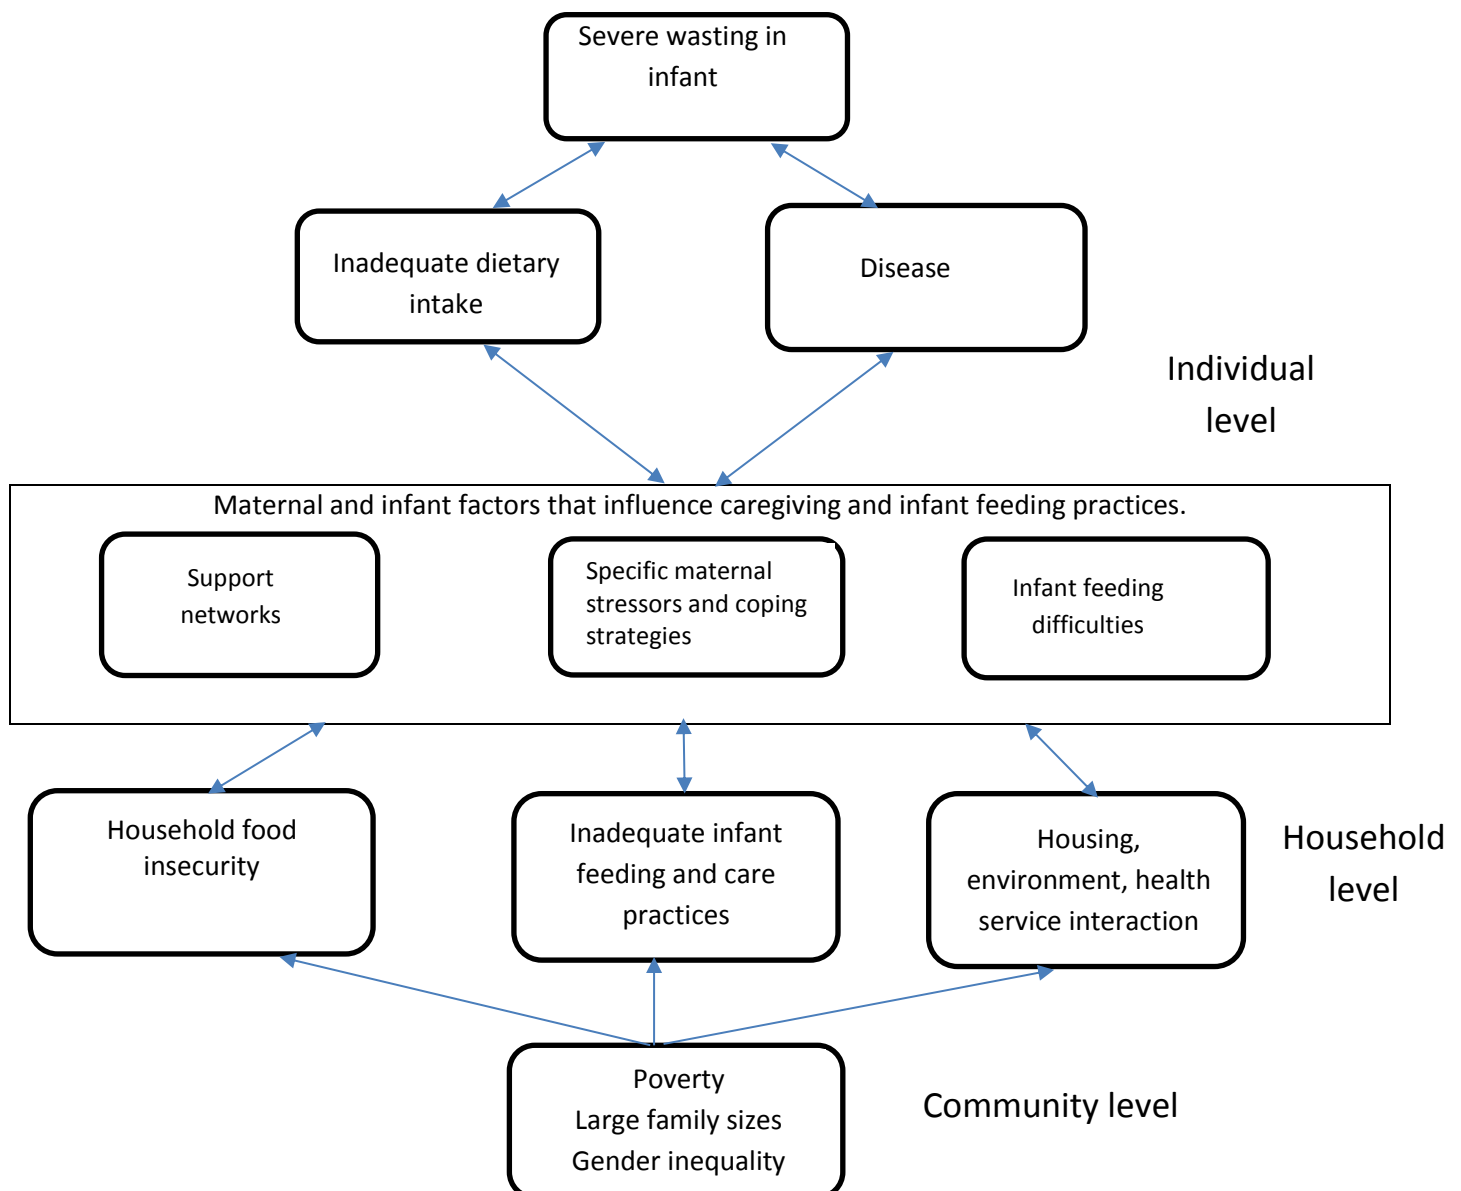 Severe wasting in
infant
Inadequate dietary
intake
Disease
Individual
level
Maternal and infant factors that influence caregiving and infant feeding practices.
Support
networks
Specific maternal
stressors and coping
strategies
Infant feeding
difficulties
Household food
insecurity
Inadequate infant
feeding and care
practices
Housing,
environment, health
service interaction
Household
level
Poverty
Large family sizes
Gender inequality
Community level